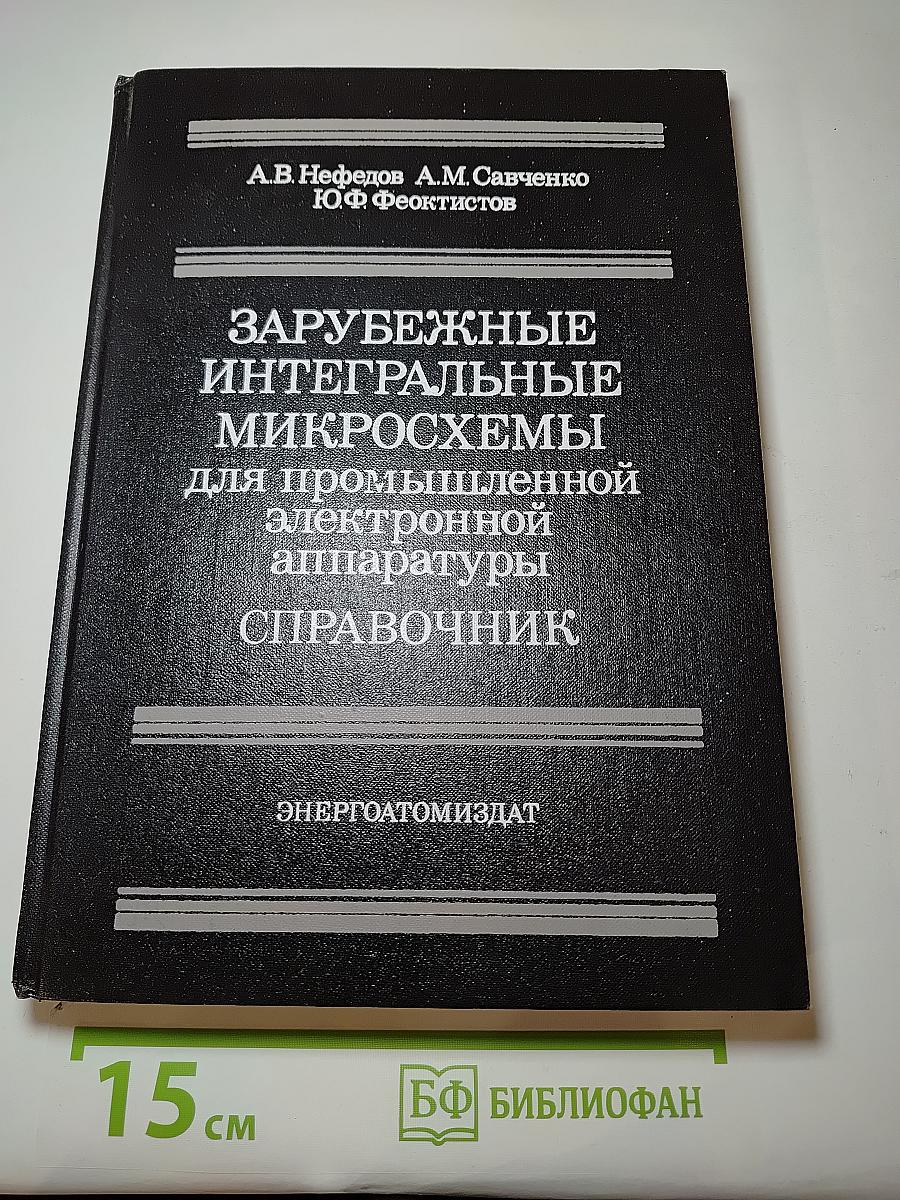 А.В. Нефедов А.М. Савченко
Ю.Ф. Феоктистов
ЗАРУБЕЖНЫЕ
ИНТЕГРАЛЬНЫЕ
МИКРОСХЕМЫ
для промышленной
электронной
аппаратуры
СПРАВОЧНИК
ЭНЕРГОАТОМИЗДАТ
15 см
БФ БИБЛИОФАН